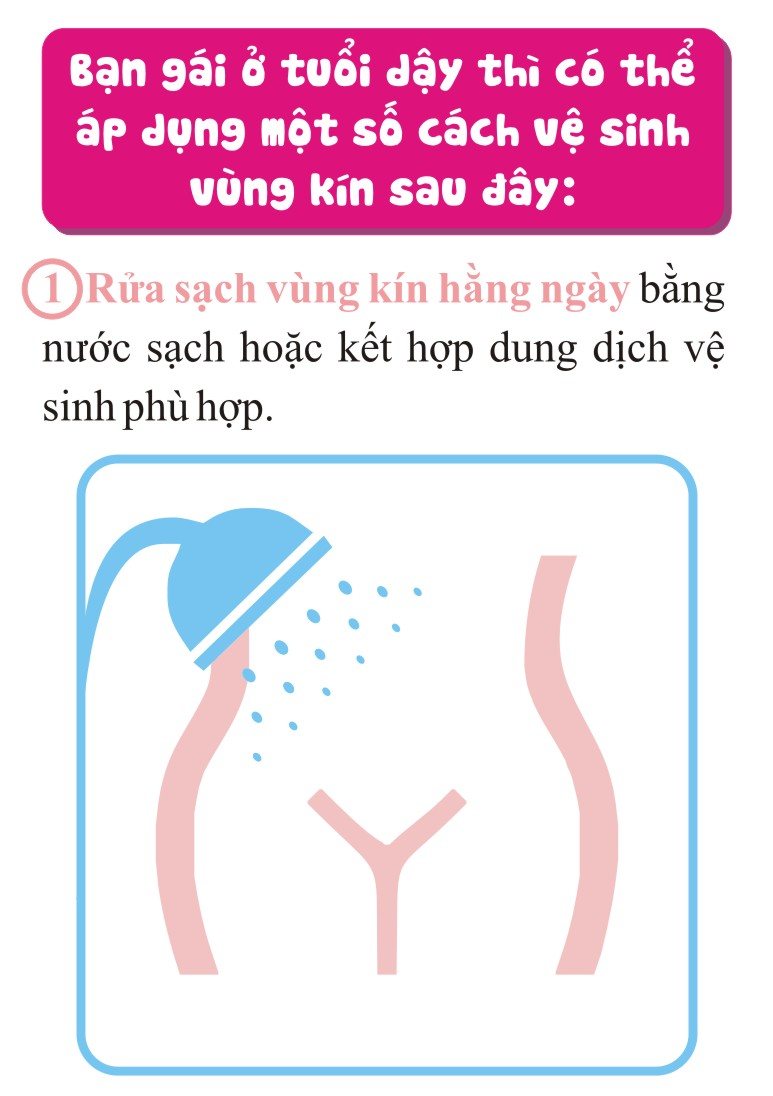 Bạn gái ở tuổi dậy thì có thể
áp dụng một số cách vệ sinh
vùng kín sau đây:
1 Rửa sạch vùng kín hằng ngày bằng
nước sạch hoặc kết hợp dung dịch vệ
sinh phù hợp.